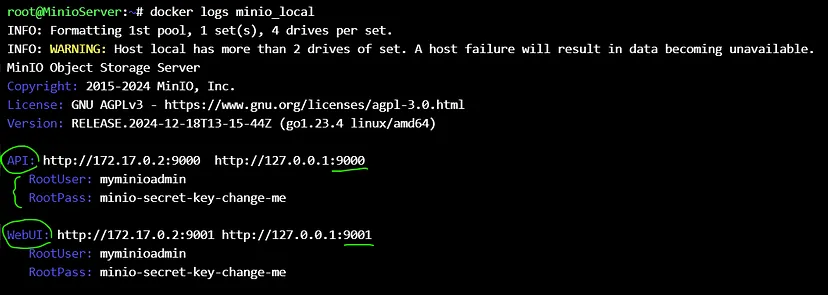 root@MinioServer:~# docker logs minio_local
INFO: Formatting 1st pool, 1 set(s), 4 drives per set.
INFO: WARNING: Host local has more than 2 drives of set. A host failure will result in data becoming unavailable.
MinIO Object Storage Server
Copyright: 2015-2024 MinIO, Inc.
License: GNU AGPLv3 - https://www.gnu.org/licenses/agpl-3.0.html
Version: RELEASE.2024-12-18T13-15-44Z (go1.23.4 linux/amd64)
API: http://172.17.0.2:9000  http://127.0.0.1:9000
RootUser: myminioadmin
RootPass: minio-secret-key-change-me
WebUI: http://172.17.0.2:9001 http://127.0.0.1:9001
RootUser: myminioadmin
RootPass: minio-secret-key-change-me